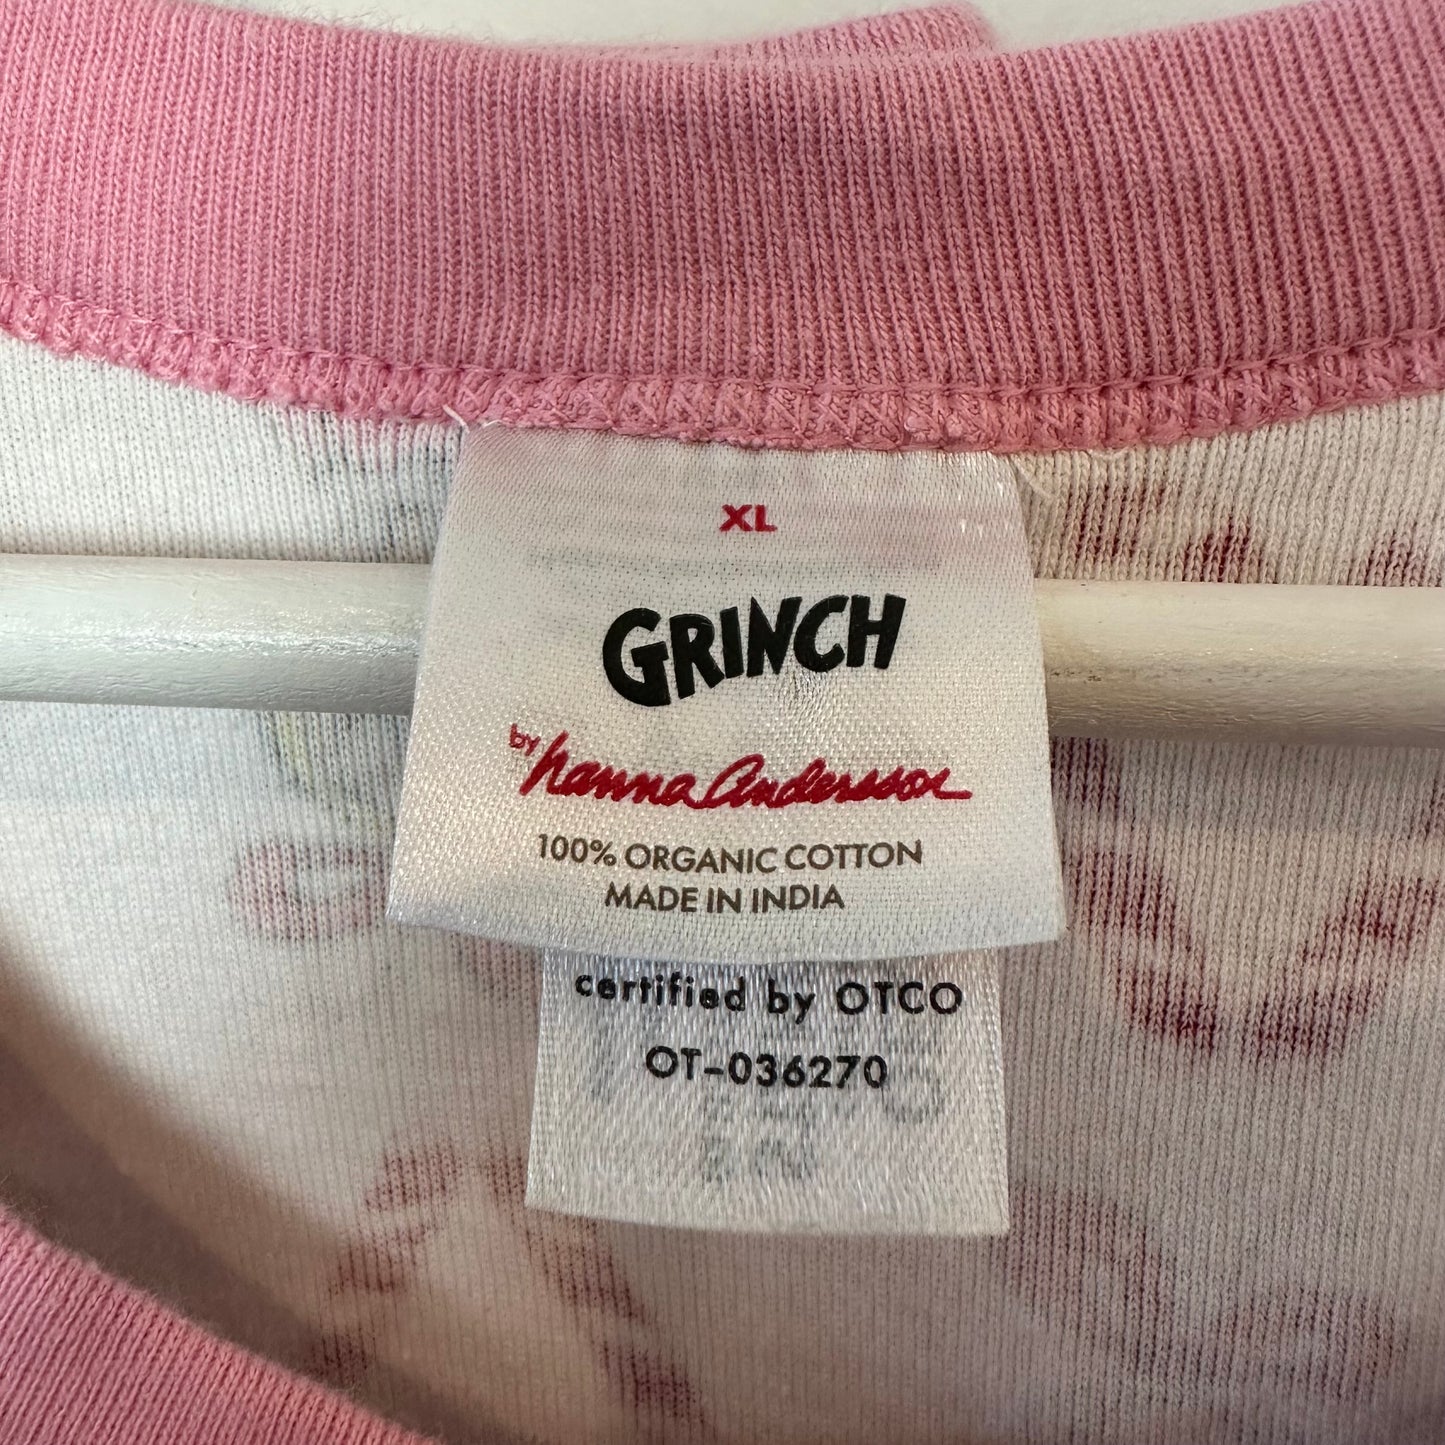 XL
GRINCH
by hanna Andersson
100% ORGANIC COTTON
MADE IN INDIA
certified by OTCO
OT-036270